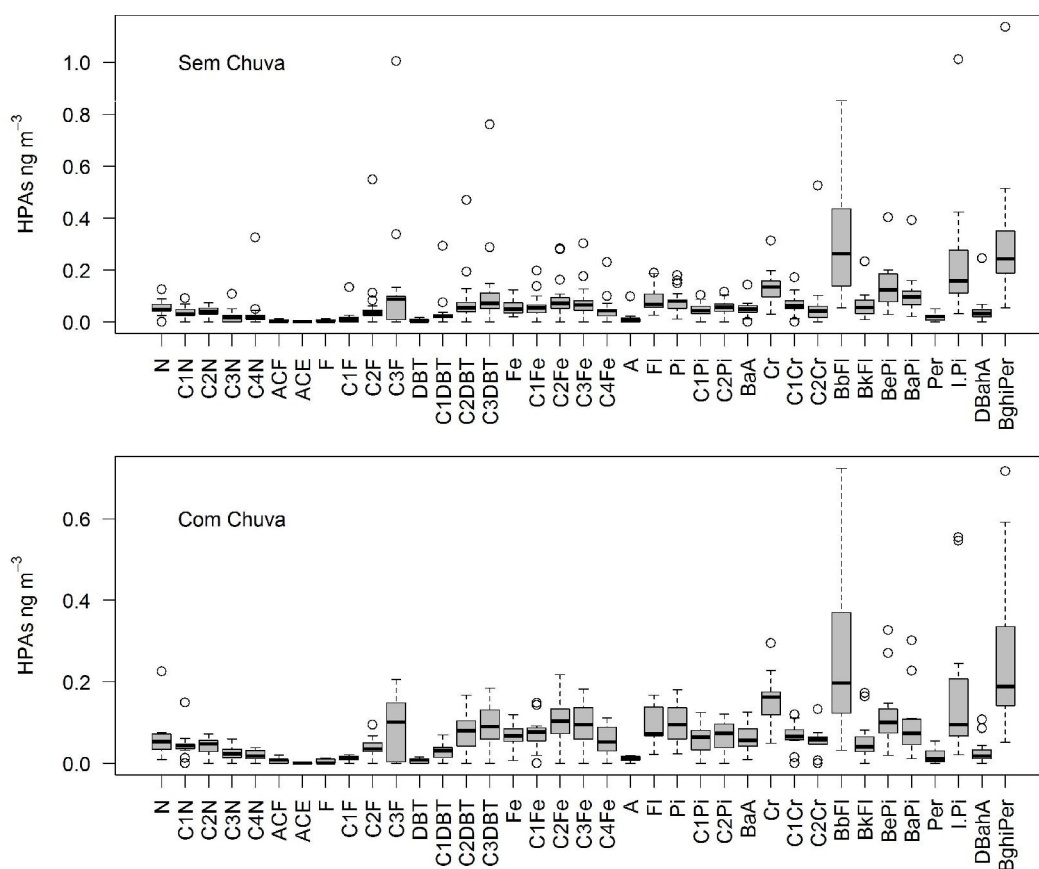 Sem Chuva
HPAs ng m⁻³
1.0
0.8
0.6
0.4
0.2
0.0
N C1N C2N C3N C4N ACF ACE F C1F C2F C3F DBT C1DBT C2DBT C3DBT Fe C1Fe C2Fe C3Fe C4Fe A Fl Pi C1Pi C2Pi BaA Cr C1Cr C2Cr BbFl BkFl BePi BaPi Per I.Pi DBahA BghiPer
Com Chuva
HPAs ng m⁻³
0.6
0.4
0.2
0.0
N C1N C2N C3N C4N ACF ACE F C1F C2F C3F DBT C1DBT C2DBT C3DBT Fe C1Fe C2Fe C3Fe C4Fe A Fl Pi C1Pi C2Pi BaA Cr C1Cr C2Cr BbFl BkFl BePi BaPi Per I.Pi DBahA BghiPer